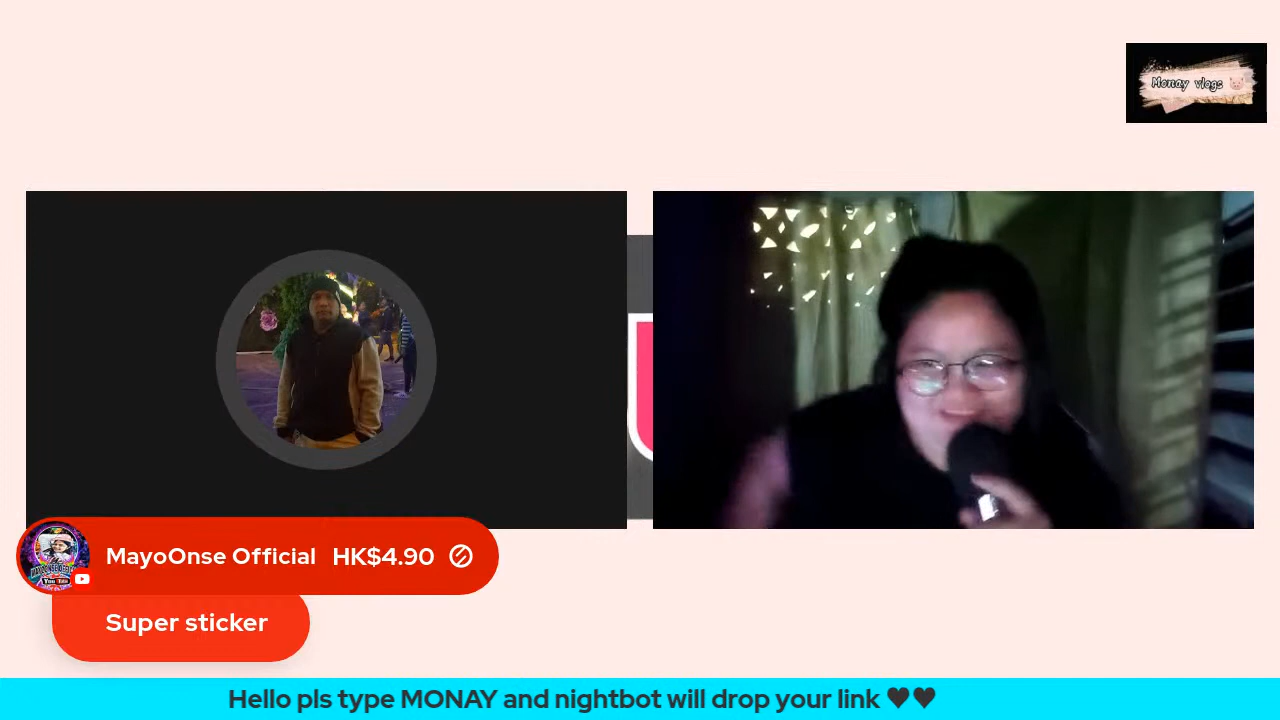 Monay vlogs
MayoOnse Official HK$4.90
Super sticker
Hello pls type MONAY and nightbot will drop your link ♥♥